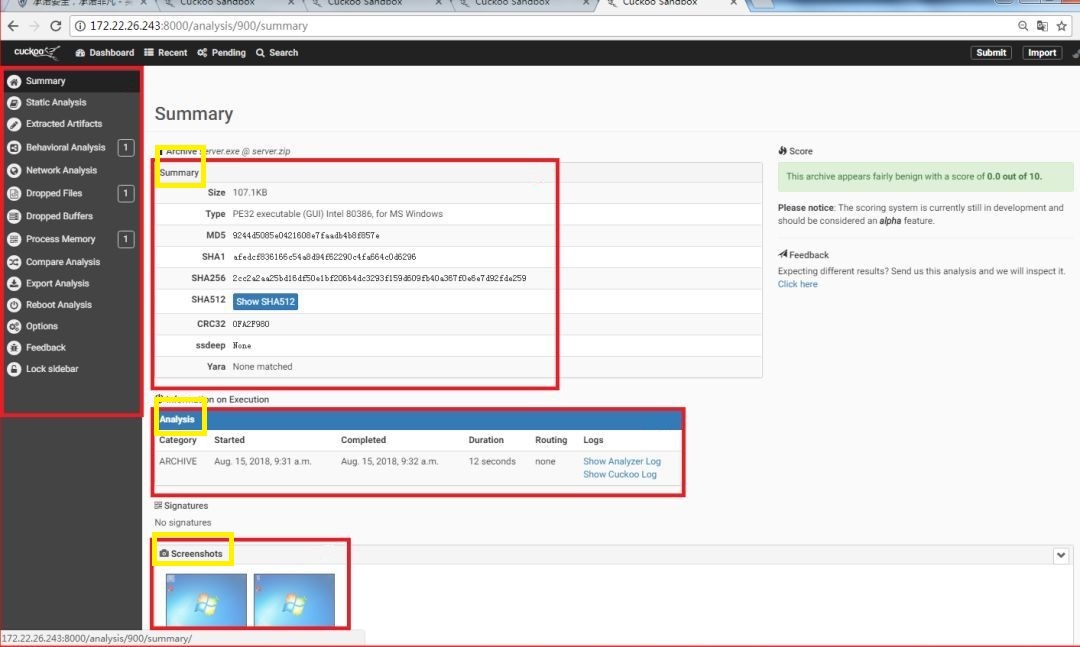 Cuckoo Sandbox Cuckoo Sandbox Cuckoo Sandbox Cuckoo Sandbox
172.22.26.243:8000/analysis/900/summary
cuckoo Dashboard Recent Pending Search Submit Import
Summary
Static Analysis
Extracted Artifacts
Behavioral Analysis 1
Network Analysis
Dropped Files 1
Dropped Buffers
Process Memory 1
Compare Analysis
Export Analysis
Reboot Analysis
Options
Feedback
Lock sidebar
Summary
Archive server.exe @ server.zip
Summary
Size 107.1KB
Type PE32 executable (GUI) Intel 80386, for MS Windows
MD5 9244d5085e0421608e7faadb4b8f857e
SHA1 afedcf836166c54a8d94f62290c4fa664c0d6296
SHA256 2cc2a2aa25bd16df50e1bf206b4dc3293f159d609fb40a367f0e6e7d92fde259
SHA512 Show SHA512
CRC32 0FA2F980
ssdeep None
Yara None matched
Score
This archive appears fairly benign with a score of 0.0 out of 10.
Please notice: The scoring system is currently still in development and
should be considered an alpha feature.
Feedback
Expecting different results? Send us this analysis and we will inspect it.
Click here
Information on Execution
Analysis
Category Started Completed Duration Routing Logs
ARCHIVE Aug. 15, 2018, 9:31 a.m. Aug. 15, 2018, 9:32 a.m. 12 seconds none Show Analyzer Log
Show Cuckoo Log
Signatures
No signatures
Screenshots
172.22.26.243:8000/analysis/900/summary/